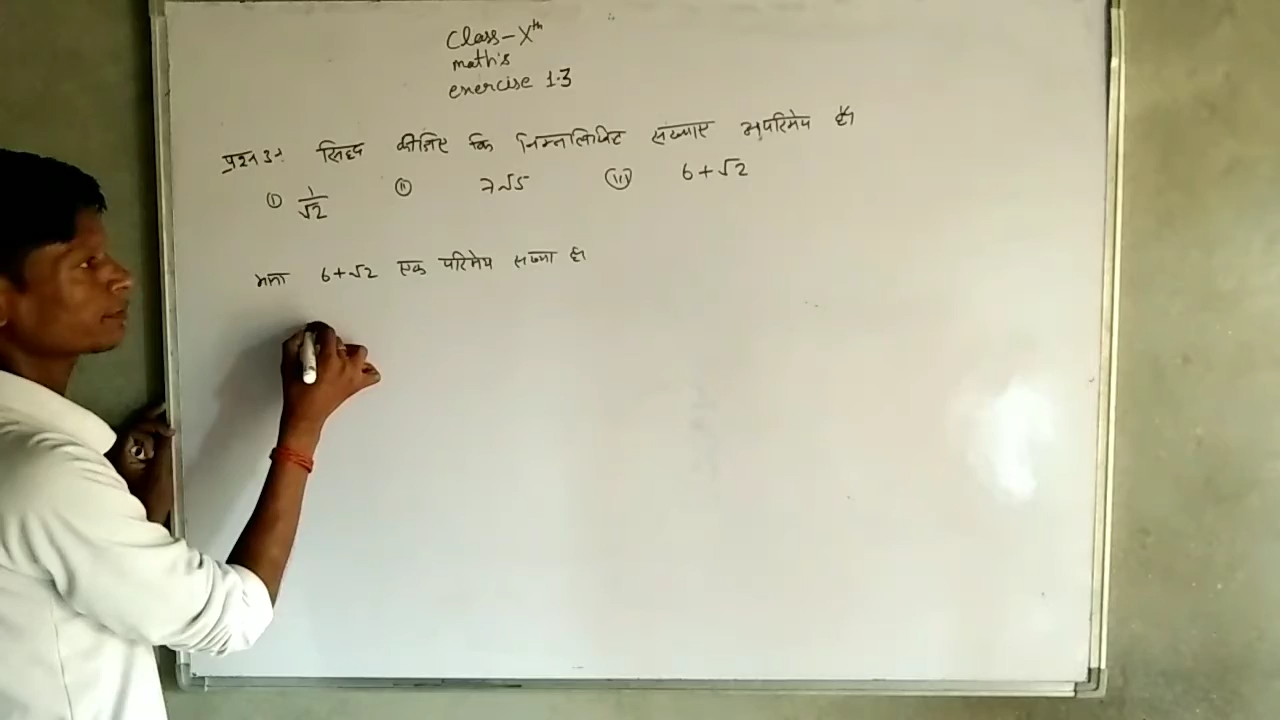 Class-Xth
math's
exercise 1.3
प्रश्न 3: सिद्ध कीजिए कि निम्नलिखित संख्याएं अपरिमेय हैं।
(i) 1/√2 (ii) 7√5 (iii) 6+√2
माना 6+√2 एक परिमेय संख्या है।